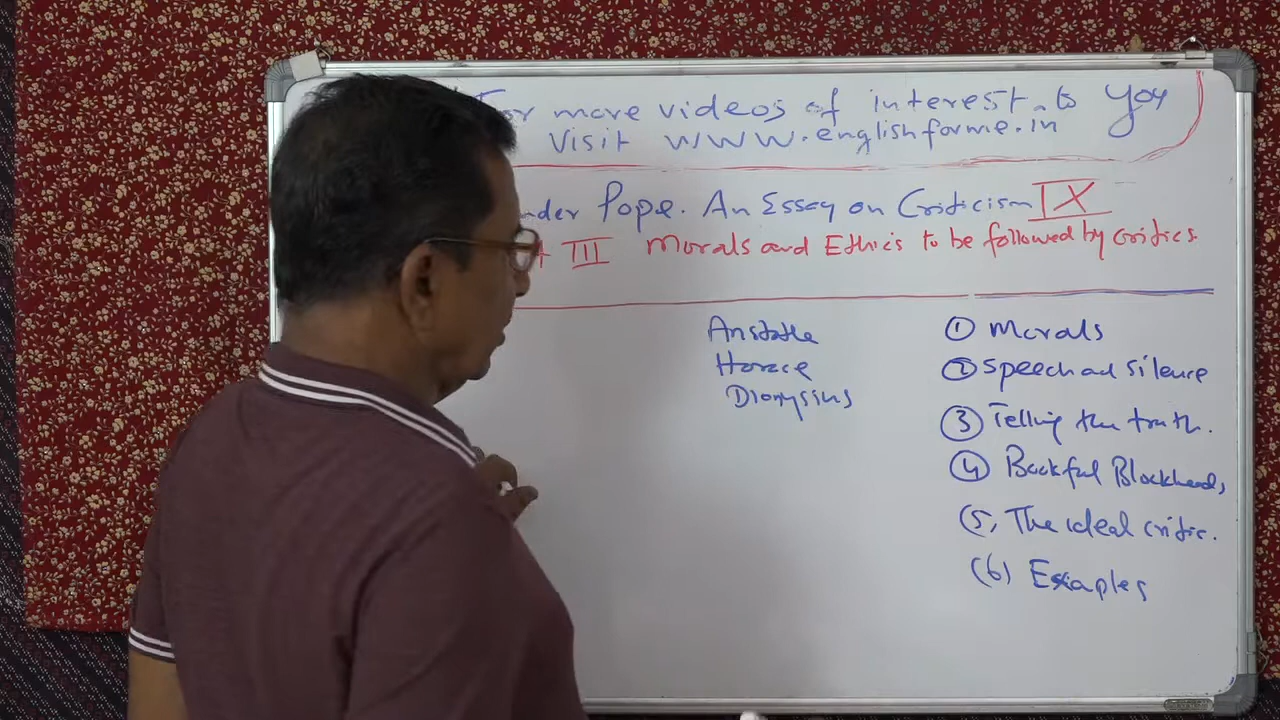 For more videos of interest to you
Visit www.englishforme.in
nder Pope. An Essay on Criticism IX
III Morals and Ethics to be followed by critics
Aristotle
Horace
Dionysius
① Morals
② Speech and silence
③ Telling the truth.
④ Bookful Blockheads,
(5, The ideal critic.
(6) Examples